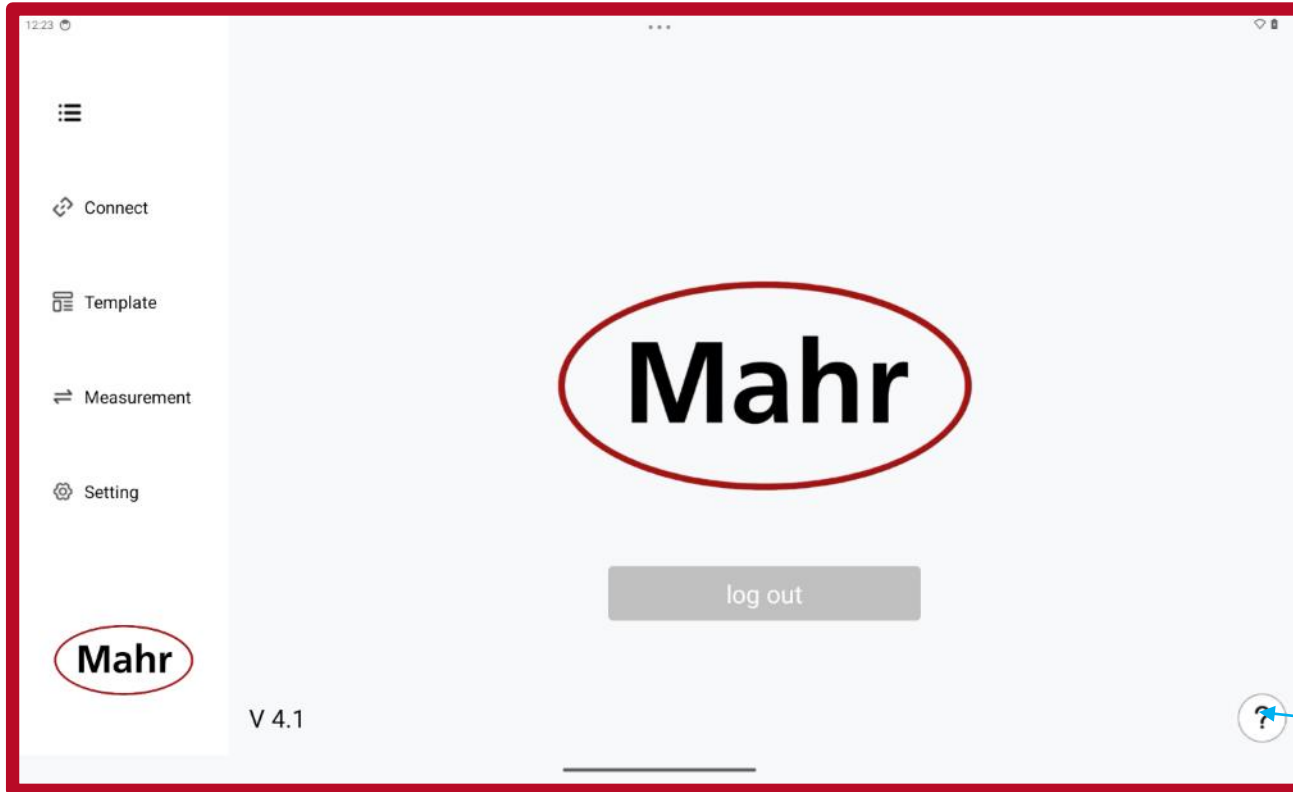 12:23
Connect
Template
Measurement
Setting
Mahr
Mahr
log out
V 4.1
?